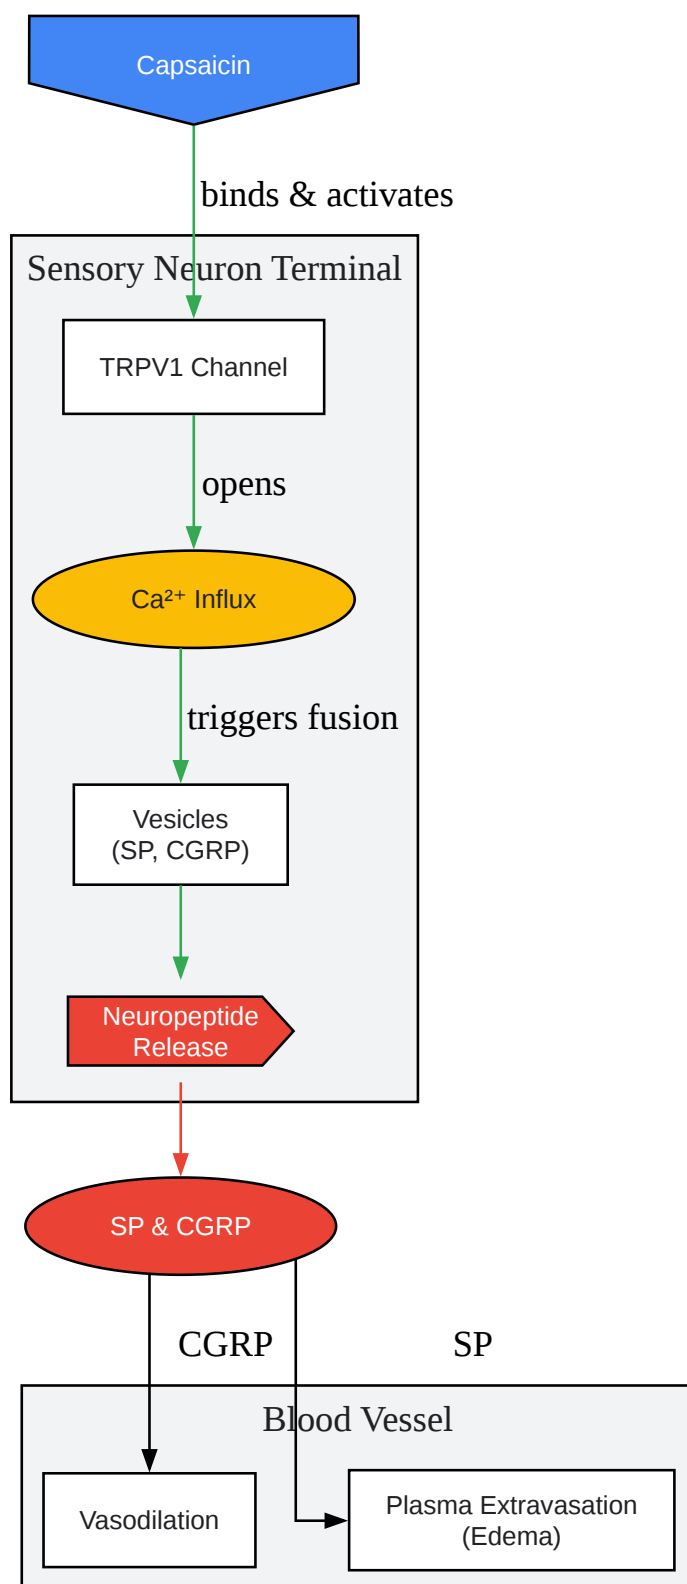 Capsaicin
binds & activates
Sensory Neuron Terminal
TRPV1 Channel
opens
Ca²⁺ Influx
triggers fusion
Vesicles
(SP, CGRP)
Neuropeptide
Release
SP & CGRP
CGRP
SP
Blood Vessel
Vasodilation
Plasma Extravasation
(Edema)